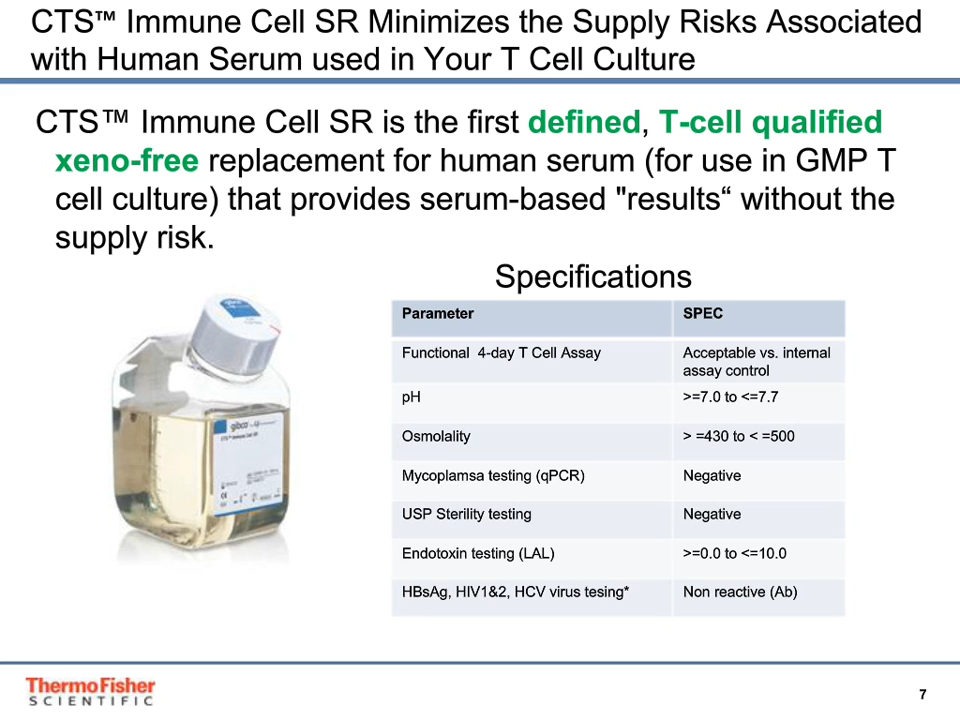 CTS™ Immune Cell SR Minimizes the Supply Risks Associated
with Human Serum used in Your T Cell Culture
CTS™ Immune Cell SR is the first defined, T-cell qualified
xeno-free replacement for human serum (for use in GMP T
cell culture) that provides serum-based "results“ without the
supply risk.
Specifications
Parameter SPEC
Functional 4-day T Cell Assay Acceptable vs. internal
assay control
pH >=7.0 to <=7.7
Osmolality > =430 to < =500
Mycoplamsa testing (qPCR) Negative
USP Sterility testing Negative
Endotoxin testing (LAL) >=0.0 to <=10.0
HBsAg, HIV1&2, HCV virus tesing* Non reactive (Ab)
gibco
gibco
CTS™ Immune Cell SR
ThermoFisher
SCIENTIFIC
7